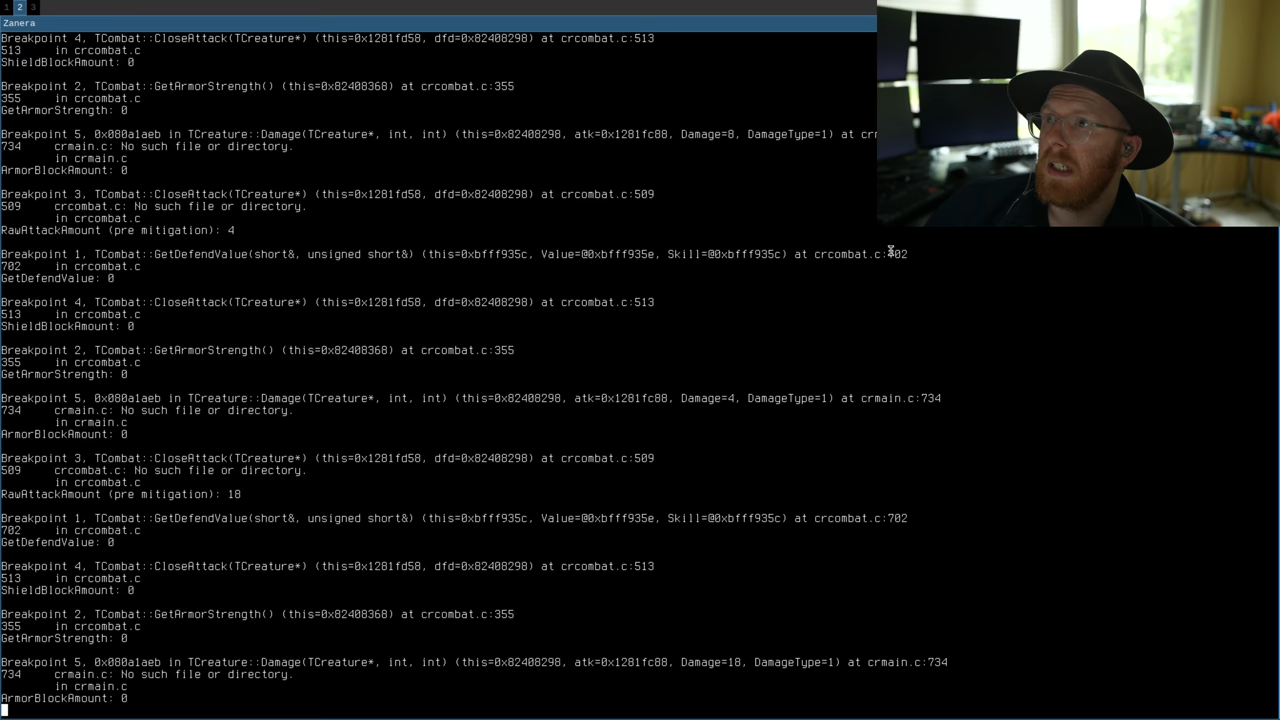 1 2 3
Zanera
Breakpoint 4, TCombat::CloseAttack(TCreature*) (this=0x1281fd58, dfd=0x82408298) at crcombat.c:513
513 in crcombat.c
ShieldBlockAmount: 0
Breakpoint 2, TCombat::GetArmorStrength() (this=0x82408368) at crcombat.c:355
355 in crcombat.c
GetArmorStrength: 0
Breakpoint 5, 0x080a1aeb in TCreature::Damage(TCreature*, int, int) (this=0x82408298, atk=0x1281fc88, Damage=8, DamageType=1) at cr
734 crmain.c: No such file or directory.
in crmain.c
ArmorBlockAmount: 0
Breakpoint 3, TCombat::CloseAttack(TCreature*) (this=0x1281fd58, dfd=0x82408298) at crcombat.c:509
509 crcombat.c: No such file or directory.
in crcombat.c
RawAttackAmount (pre mitigation): 4
Breakpoint 1, TCombat::GetDefendValue(short&, unsigned short&) (this=0xbfff935c, Value=@0xbfff935e, Skill=@0xbfff935c) at crcombat.c:702
702 in crcombat.c
GetDefendValue: 0
Breakpoint 4, TCombat::CloseAttack(TCreature*) (this=0x1281fd58, dfd=0x82408298) at crcombat.c:513
513 in crcombat.c
ShieldBlockAmount: 0
Breakpoint 2, TCombat::GetArmorStrength() (this=0x82408368) at crcombat.c:355
355 in crcombat.c
GetArmorStrength: 0
Breakpoint 5, 0x080a1aeb in TCreature::Damage(TCreature*, int, int) (this=0x82408298, atk=0x1281fc88, Damage=4, DamageType=1) at crmain.c:734
734 crmain.c: No such file or directory.
in crmain.c
ArmorBlockAmount: 0
Breakpoint 3, TCombat::CloseAttack(TCreature*) (this=0x1281fd58, dfd=0x82408298) at crcombat.c:509
509 crcombat.c: No such file or directory.
in crcombat.c
RawAttackAmount (pre mitigation): 18
Breakpoint 1, TCombat::GetDefendValue(short&, unsigned short&) (this=0xbfff935c, Value=@0xbfff935e, Skill=@0xbfff935c) at crcombat.c:702
702 in crcombat.c
GetDefendValue: 0
Breakpoint 4, TCombat::CloseAttack(TCreature*) (this=0x1281fd58, dfd=0x82408298) at crcombat.c:513
513 in crcombat.c
ShieldBlockAmount: 0
Breakpoint 2, TCombat::GetArmorStrength() (this=0x82408368) at crcombat.c:355
355 in crcombat.c
GetArmorStrength: 0
Breakpoint 5, 0x080a1aeb in TCreature::Damage(TCreature*, int, int) (this=0x82408298, atk=0x1281fc88, Damage=18, DamageType=1) at crmain.c:734
734 crmain.c: No such file or directory.
in crmain.c
ArmorBlockAmount: 0